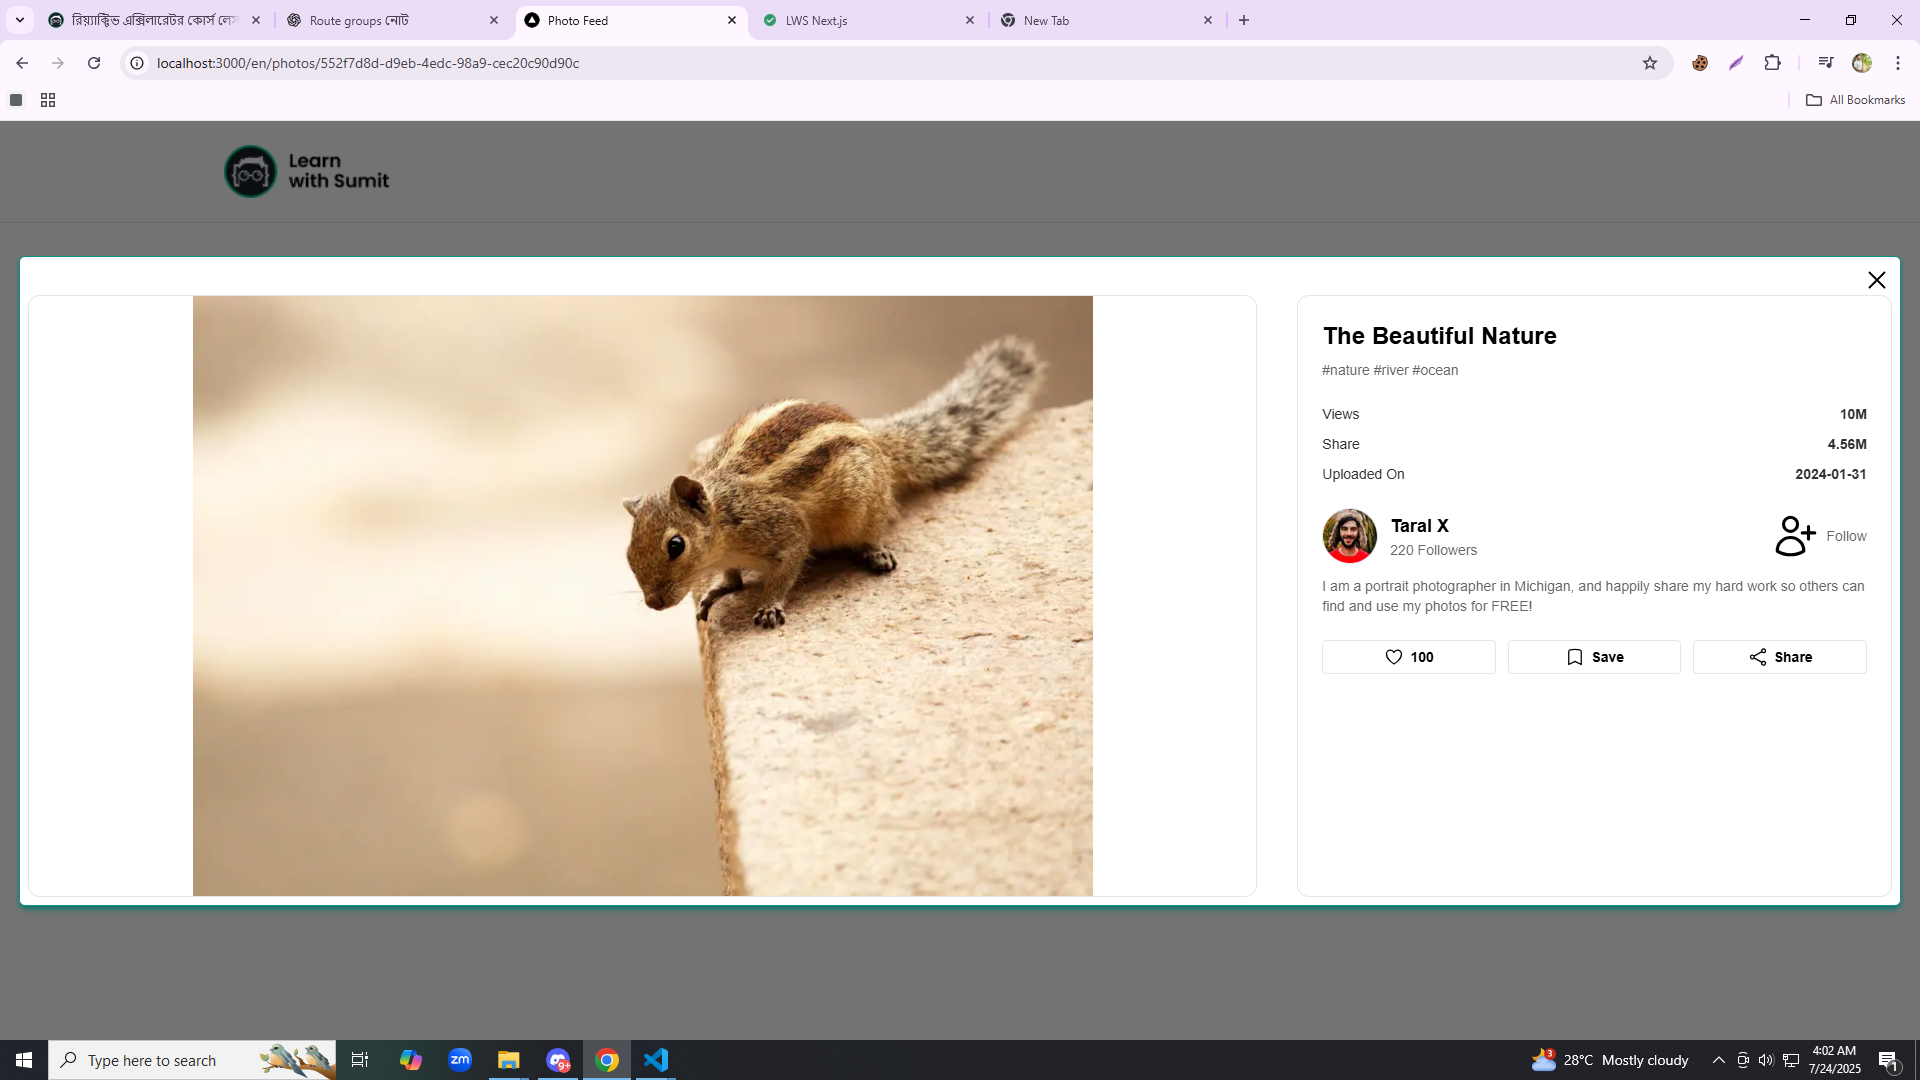 রিয়্যাক্টিভ এক্সিলারেটর কোর্স লেস
Route groups নোট
Photo Feed
LWS Next.js
New Tab
localhost:3000/en/photos/552f7d8d-d9eb-4edc-98a9-cec20c90d90c
All Bookmarks
Learn
with Sumit
The Beautiful Nature
#nature #river #ocean
Views 10M
Share 4.56M
Uploaded On 2024-01-31
Taral X
220 Followers
Follow
I am a portrait photographer in Michigan, and happily share my hard work so others can
find and use my photos for FREE!
100
Save
Share
Type here to search
zm
9+
3
28°C Mostly cloudy
4:02 AM
7/24/2025
1